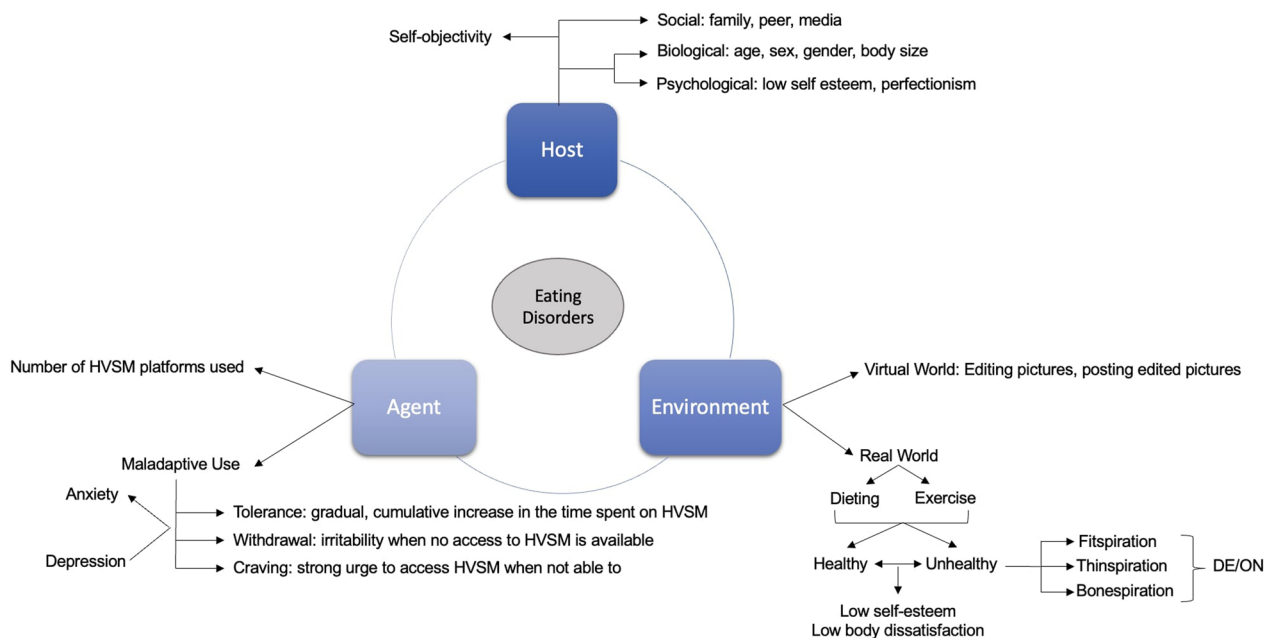 Social: family, peer, media
Self-objectivity
Biological: age, sex, gender, body size
Psychological: low self esteem, perfectionism
Host
Eating
Disorders
Number of HVSM platforms used
Agent
Environment
Virtual World: Editing pictures, posting edited pictures
Maladaptive Use
Anxiety
Depression
Tolerance: gradual, cumulative increase in the time spent on HVSM
Withdrawal: irritability when no access to HVSM is available
Craving: strong urge to access HVSM when not able to
Real World
Dieting
Exercise
Healthy
Unhealthy
Fitspiration
Thinspiration
Bonespiration
DE/ON
Low self-esteem
Low body dissatisfaction